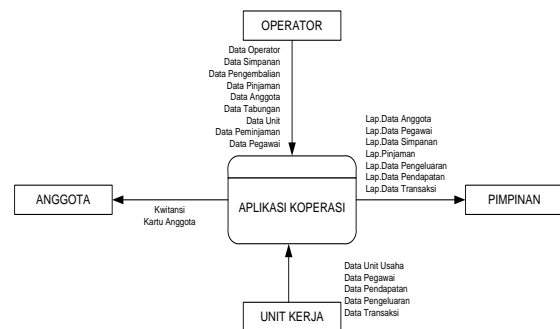 OPERATOR
Data Operator
Data Simpanan
Data Pengembalian
Data Pinjaman
Data Anggota
Data Tabungan
Data Unit
Data Peminjaman
Data Pegawai
Lap.Data Anggota
Lap.Data Pegawai
Lap.Data Simpanan
Lap.Pinjaman
Lap.Data Pengeluaran
Lap.Data Pendapatan
Lap.Data Transaksi
ANGGOTA
APLIKASI KOPERASI
PIMPINAN
Kwitansi
Kartu Anggota
Data Unit Usaha
Data Pegawai
Data Pendapatan
Data Pengeluaran
Data Transaksi
UNIT KERJA